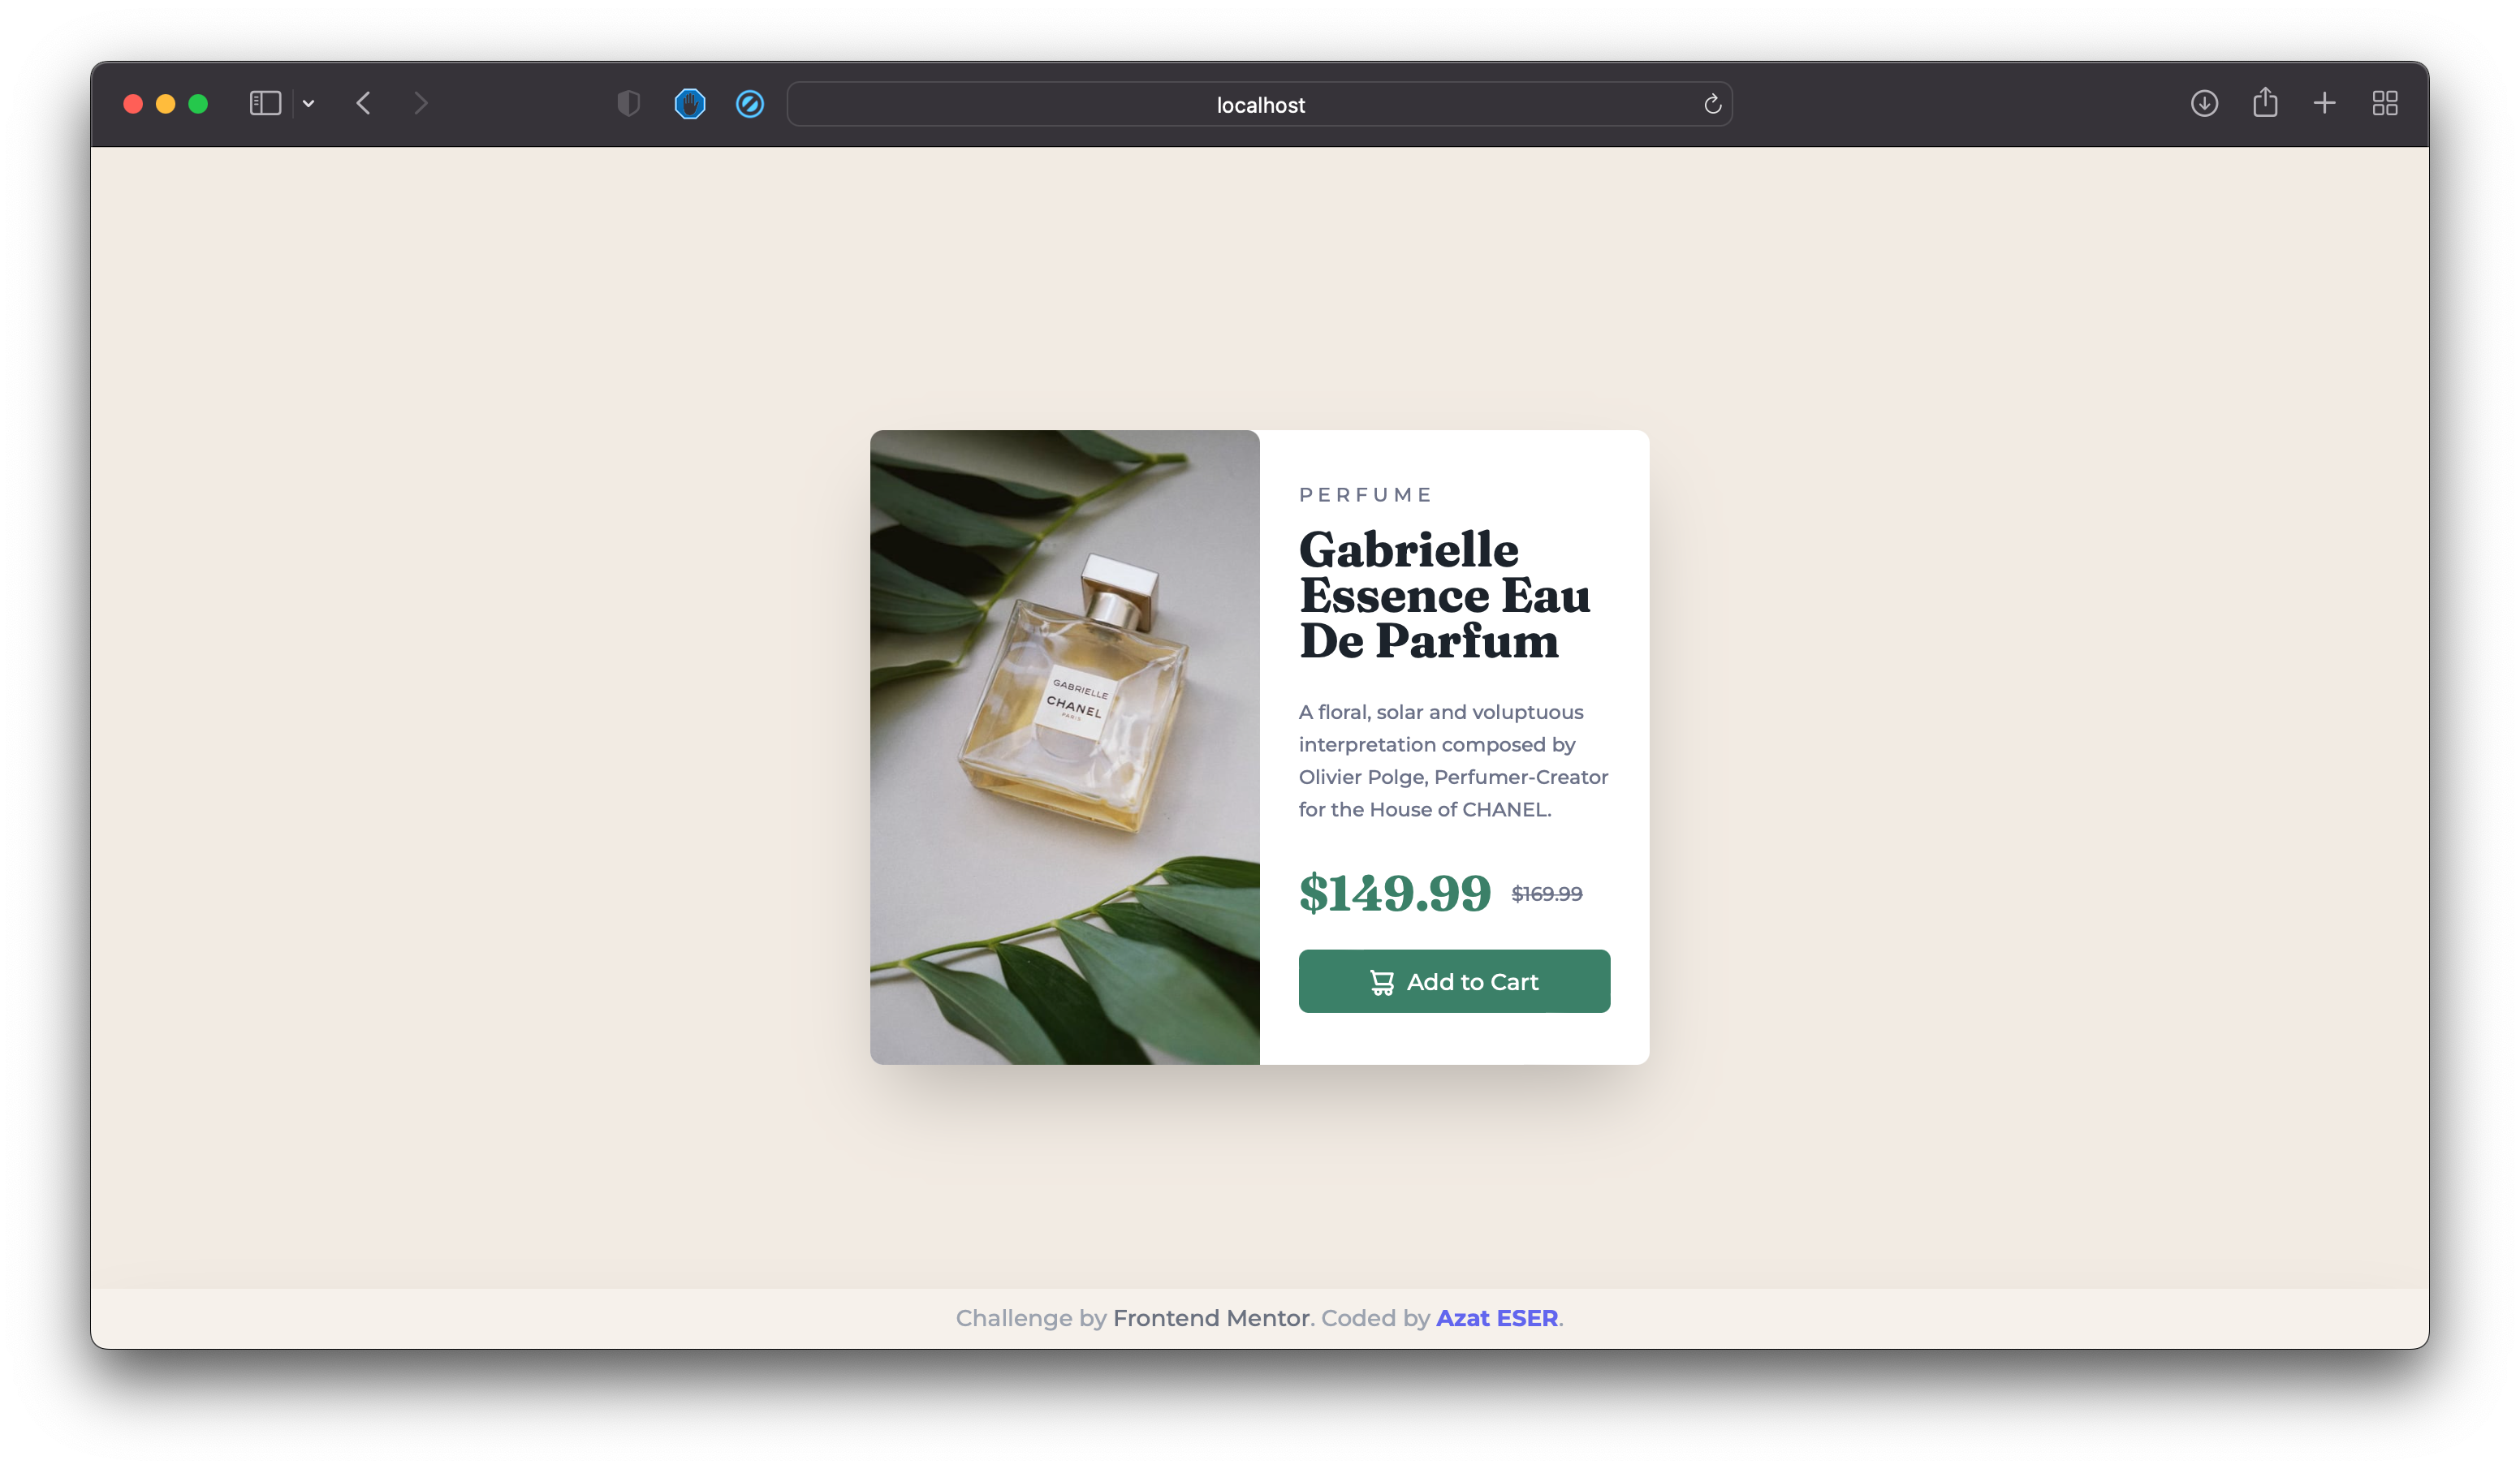 localhost
PERFUME
Gabrielle
Essence Eau
De Parfum
A floral, solar and voluptuous
interpretation composed by
Olivier Polge, Perfumer-Creator
for the House of CHANEL.
$149.99 $169.99
Add to Cart
GABRIELLE
CHANEL
PARIS
Challenge by Frontend Mentor. Coded by Azat ESER.